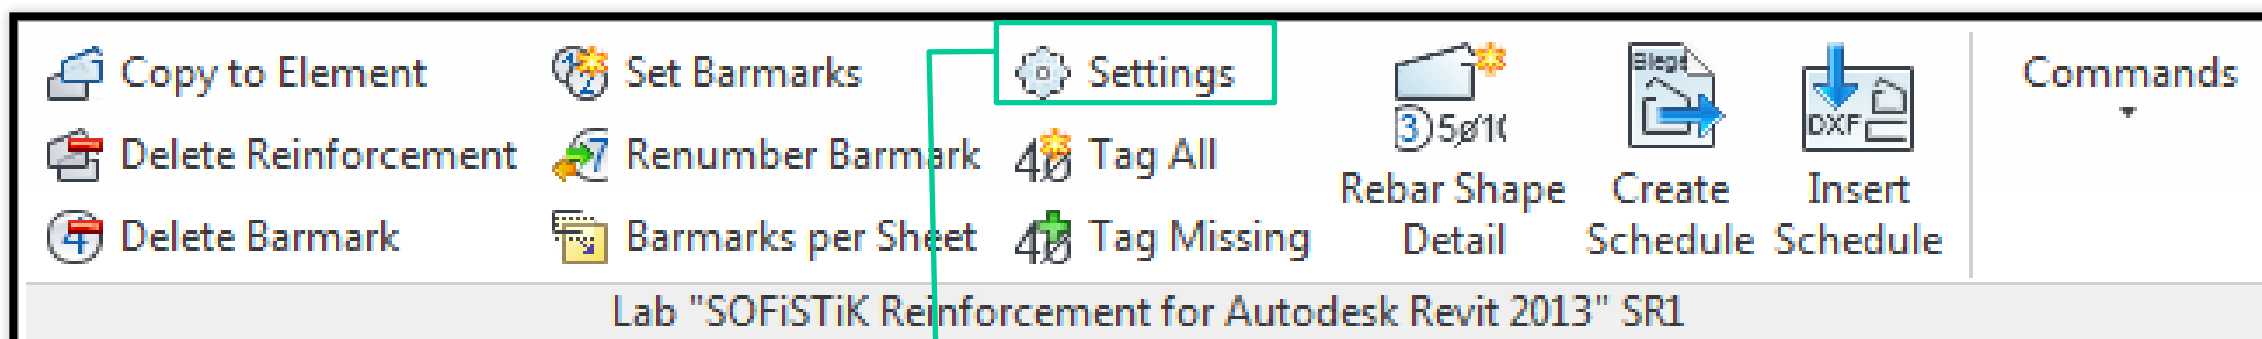 Copy to Element
Set Barmarks
Settings
Delete Reinforcement
Renumber Barmark
Tag All
Delete Barmark
Barmarks per Sheet
Tag Missing
Rebar Shape
Detail
Create
Schedule
DXF
Insert
Schedule
Commands
Lab "SOFiSTiK Reinforcement for Autodesk Revit 2013" SR1